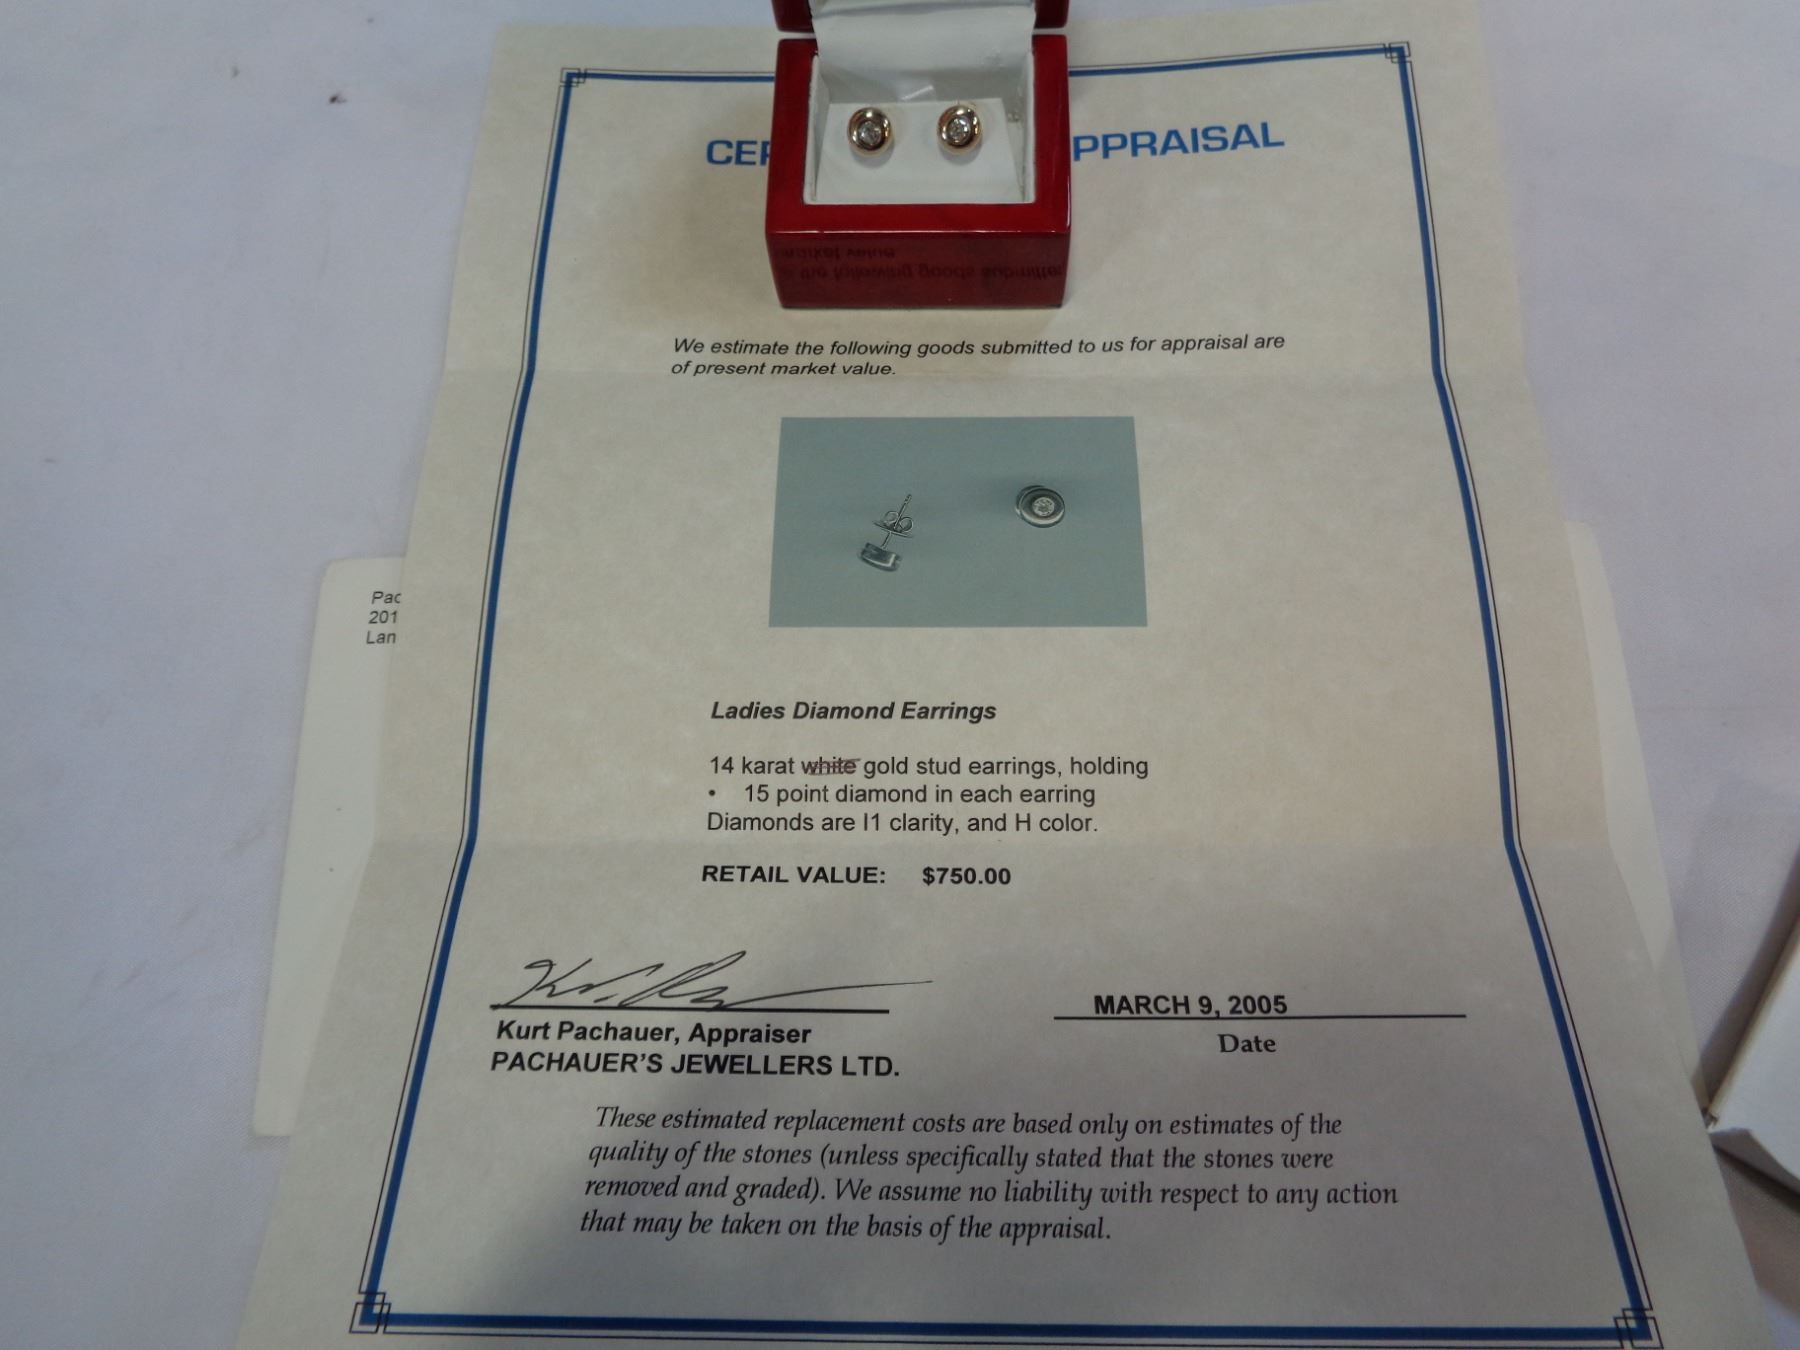 CER PPRAISAL
We estimate the following goods submitted to us for appraisal are
of present market value.
Pac
201
Lan
Ladies Diamond Earrings
14 karat white gold stud earrings, holding
• 15 point diamond in each earring
Diamonds are I1 clarity, and H color.
RETAIL VALUE: $750.00
Kurt Pachauer, Appraiser
PACHAUER'S JEWELLERS LTD.
MARCH 9, 2005
Date
These estimated replacement costs are based only on estimates of the
quality of the stones (unless specifically stated that the stones were
removed and graded). We assume no liability with respect to any action
that may be taken on the basis of the appraisal.